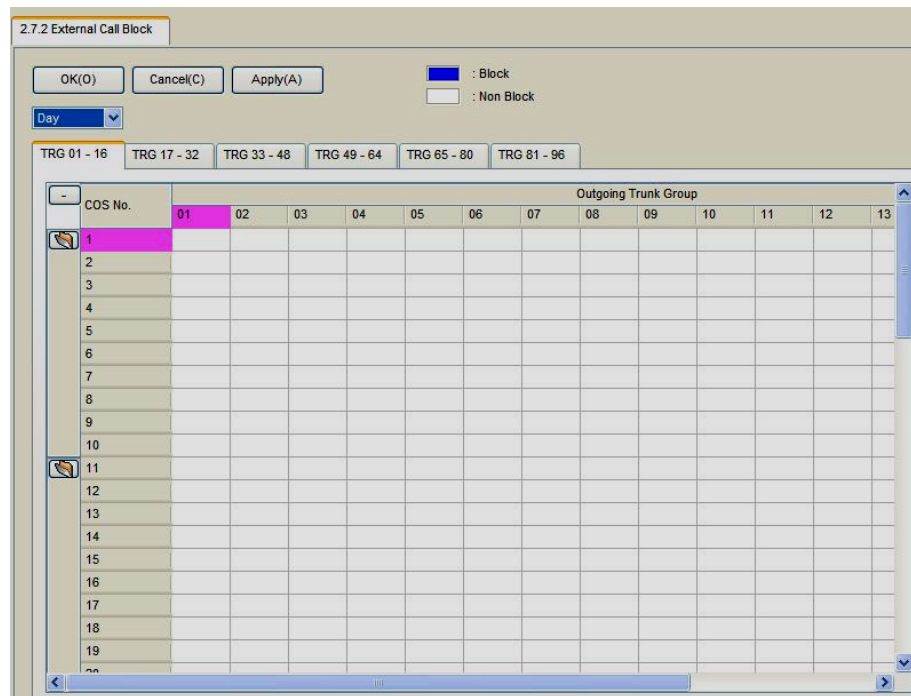 2.7.2 External Call Block
OK(O) Cancel(C) Apply(A) : Block
: Non Block
Day
TRG 01 - 16 TRG 17 - 32 TRG 33 - 48 TRG 49 - 64 TRG 65 - 80 TRG 81 - 96
- COS No. Outgoing Trunk Group
01 02 03 04 05 06 07 08 09 10 11 12 13
1
2
3
4
5
6
7
8
9
10
11
12
13
14
15
16
17
18
19